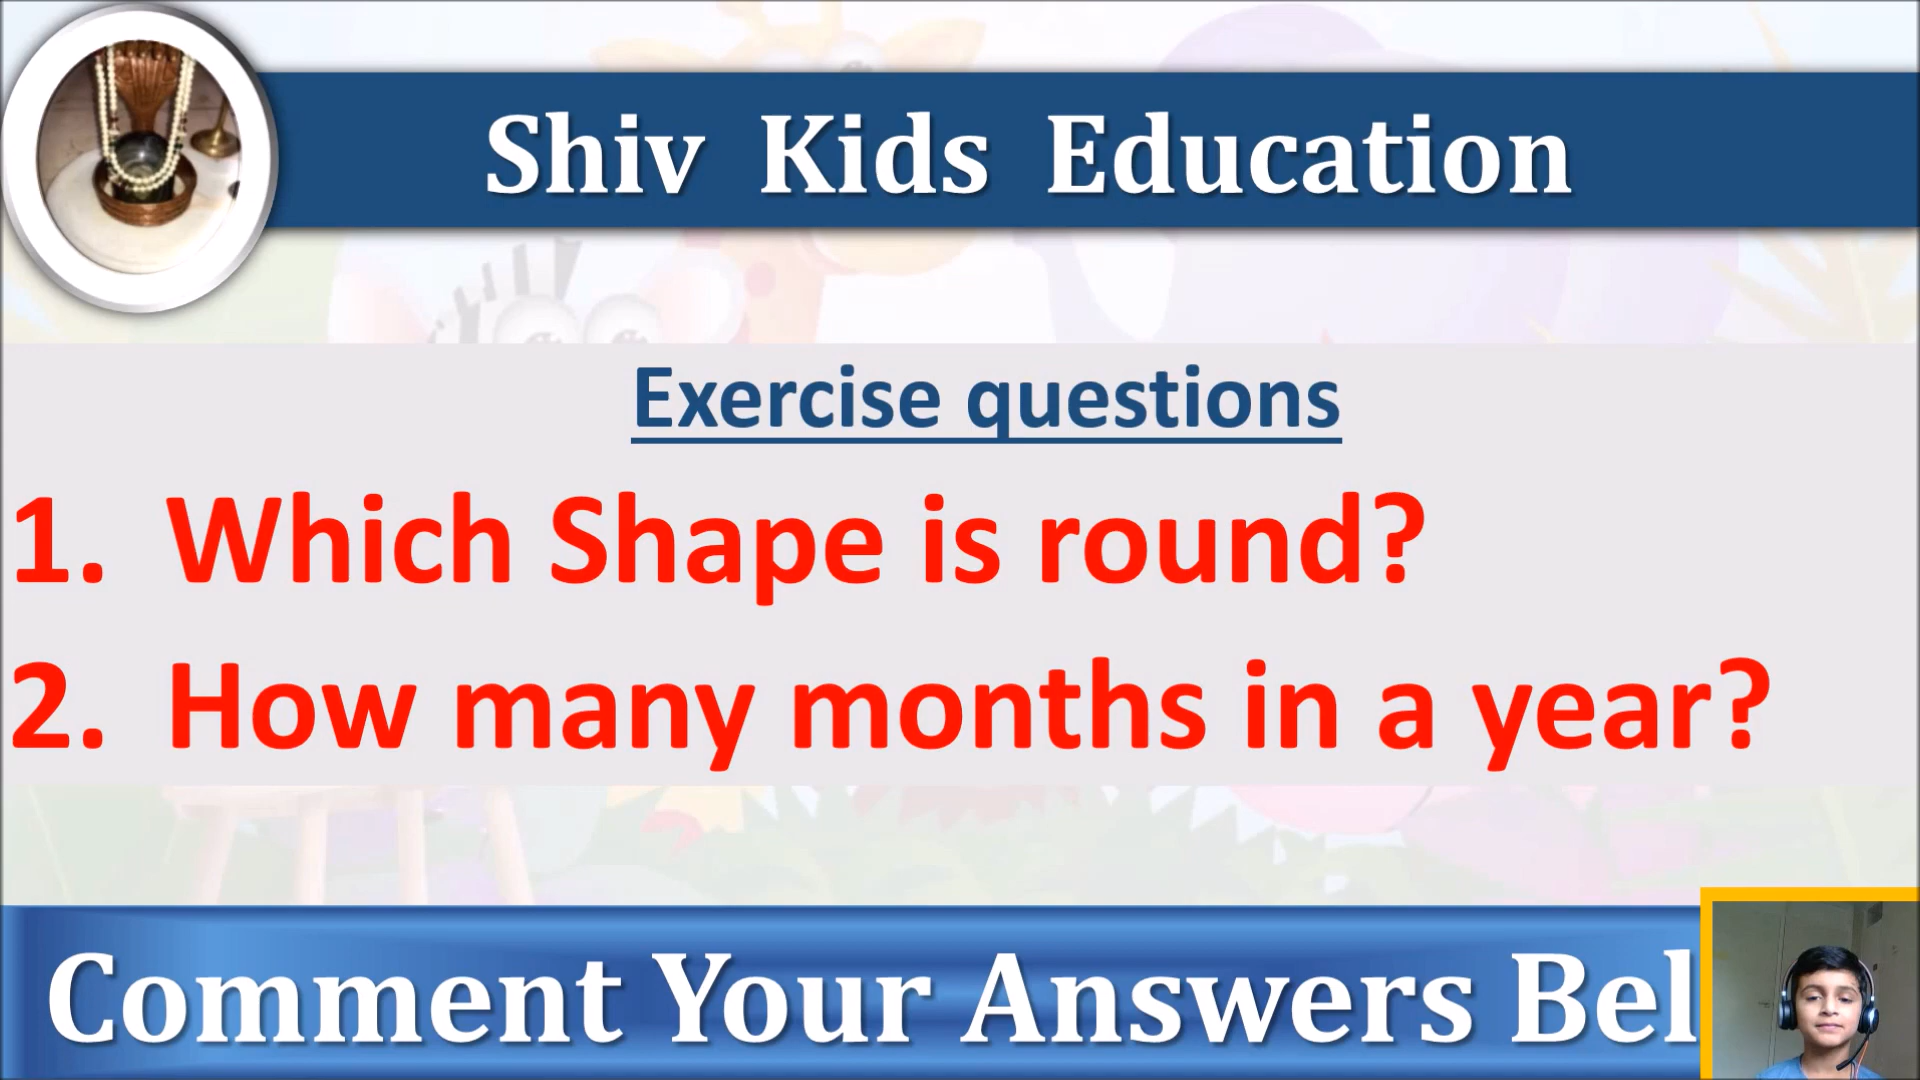 Shiv Kids Education
Exercise questions
1. Which Shape is round?
2. How many months in a year?
Comment Your Answers Bel